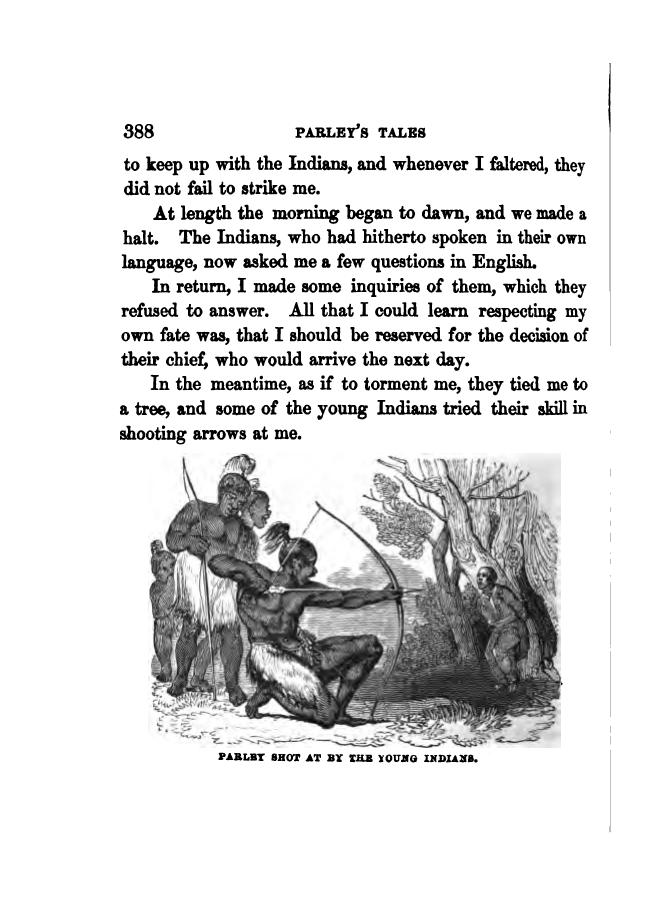 388 PARLEY'S TALES
to keep up with the Indians, and whenever I faltered, they
did not fail to strike me.
At length the morning began to dawn, and we made a
halt. The Indians, who had hitherto spoken in their own
language, now asked me a few questions in English.
In return, I made some inquiries of them, which they
refused to answer. All that I could learn respecting my
own fate was, that I should be reserved for the decision of
their chief, who would arrive the next day.
In the meantime, as if to torment me, they tied me to
a tree, and some of the young Indians tried their skill in
shooting arrows at me.
PARLEY SHOT AT BY THE YOUNG INDIANS.